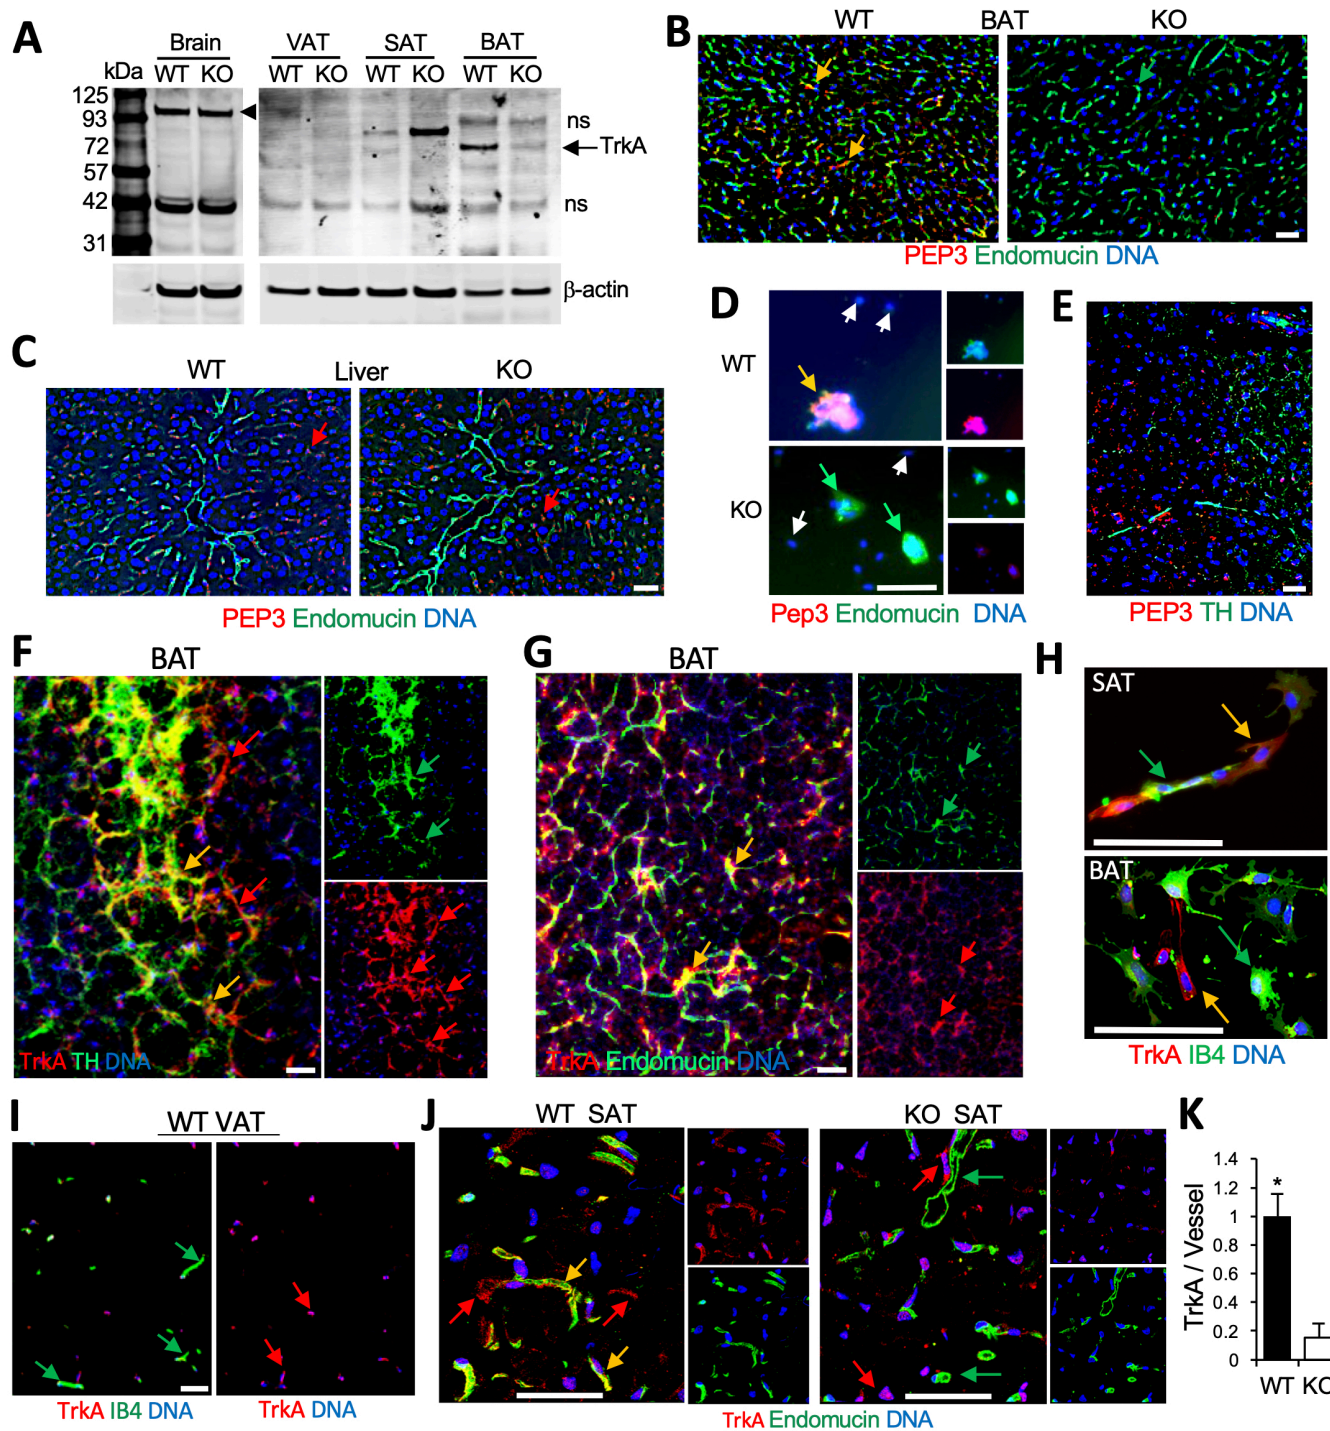 A
Brain VAT SAT BAT
kDa WT KO WT KO WT KO WT KO
125
93
72
57
42
31
ns
TrkA
ns
β-actin
B
WT BAT KO
PEP3 Endomucin DNA
C
WT Liver KO
PEP3 Endomucin DNA
D
WT
KO
Pep3 Endomucin DNA
E
PEP3 TH DNA
F
BAT
TrkA TH DNA
G
BAT
TrkA Endomucin DNA
H
SAT
BAT
TrkA IB4 DNA
I
WT VAT
TrkA IB4 DNA TrkA DNA
J
WT SAT KO SAT
TrkA Endomucin DNA
K
TrkA / Vessel
1.4
1.2
1
0.8
0.6
0.4
0.2
0
*
WT KO